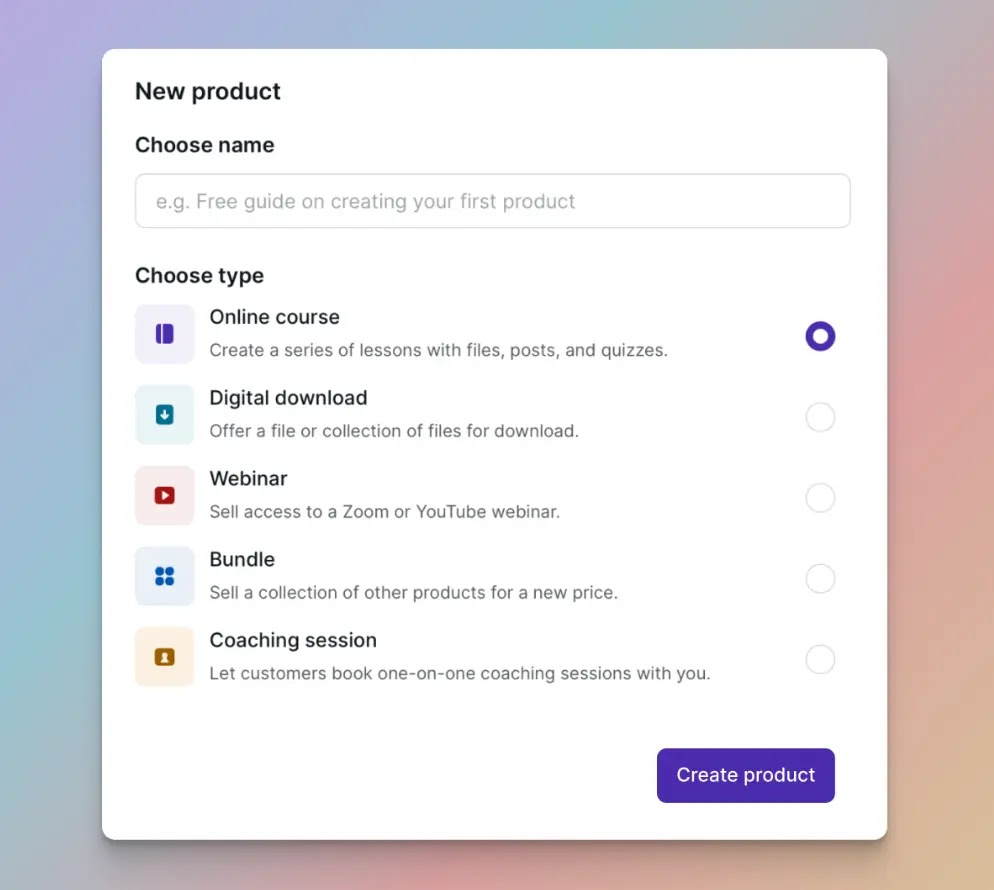 New product
Choose name
e.g. Free guide on creating your first product
Choose type
Online course
Create a series of lessons with files, posts, and quizzes.
Digital download
Offer a file or collection of files for download.
Webinar
Sell access to a Zoom or YouTube webinar.
Bundle
Sell a collection of other products for a new price.
Coaching session
Let customers book one-on-one coaching sessions with you.
Create product